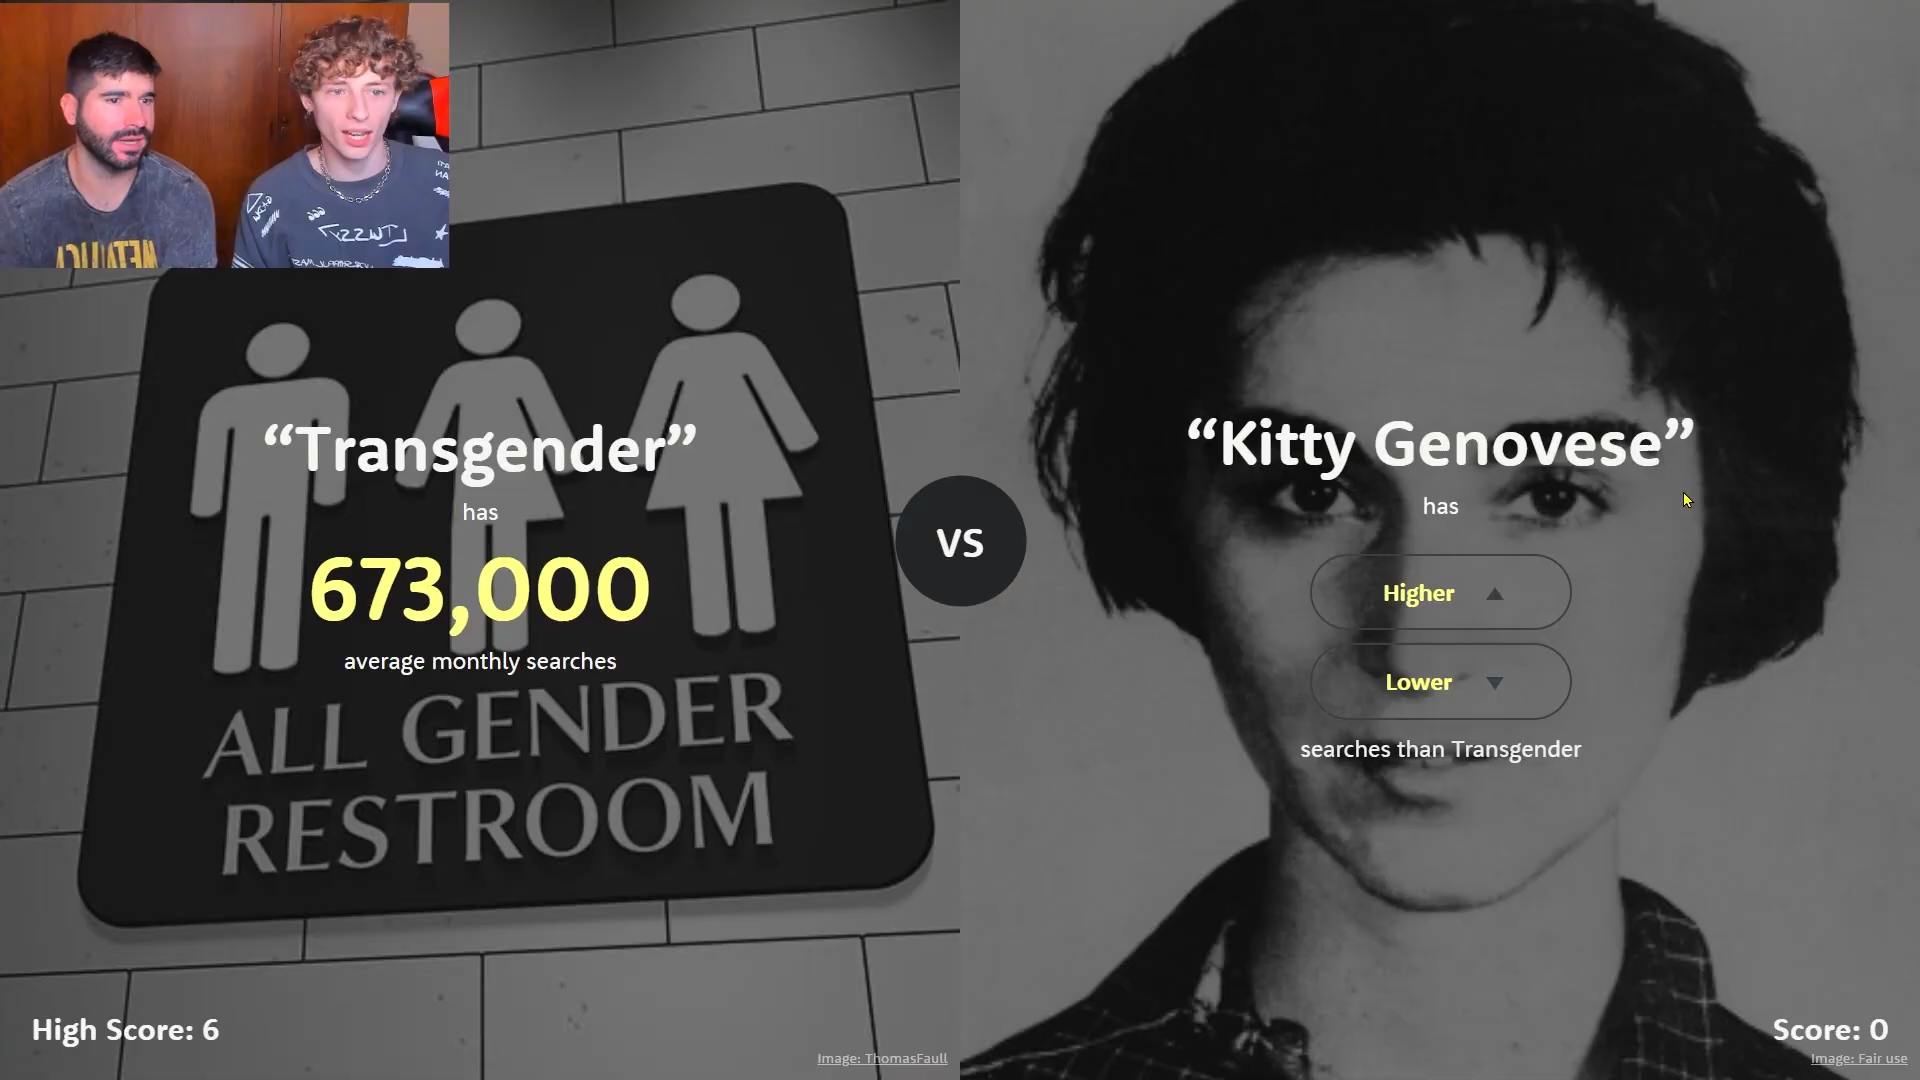 METALLICA
“Transgender”
has
673,000
average monthly searches
ALL GENDER
RESTROOM
High Score: 6
Image: ThomasFaull
VS
“Kitty Genovese”
has
Higher
Lower
searches than Transgender
Score: 0
Image: Fair use